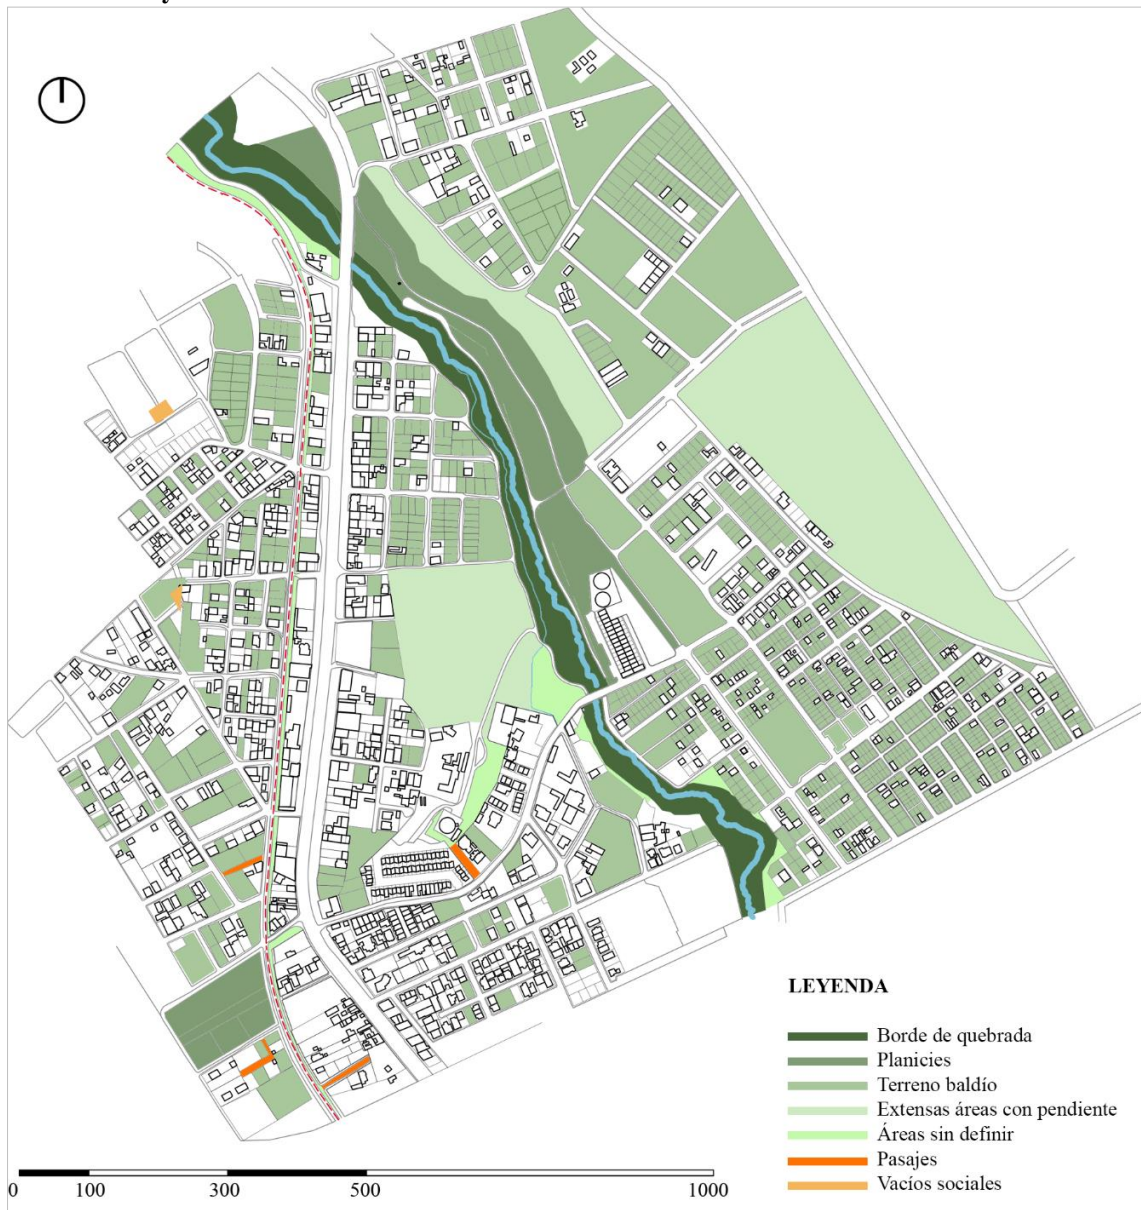 LEYENDA
Borde de quebrada
Planicies
Terreno baldío
Extensas áreas con pendiente
Áreas sin definir
Pasajes
Vacíos sociales
0 100 300 500 1000